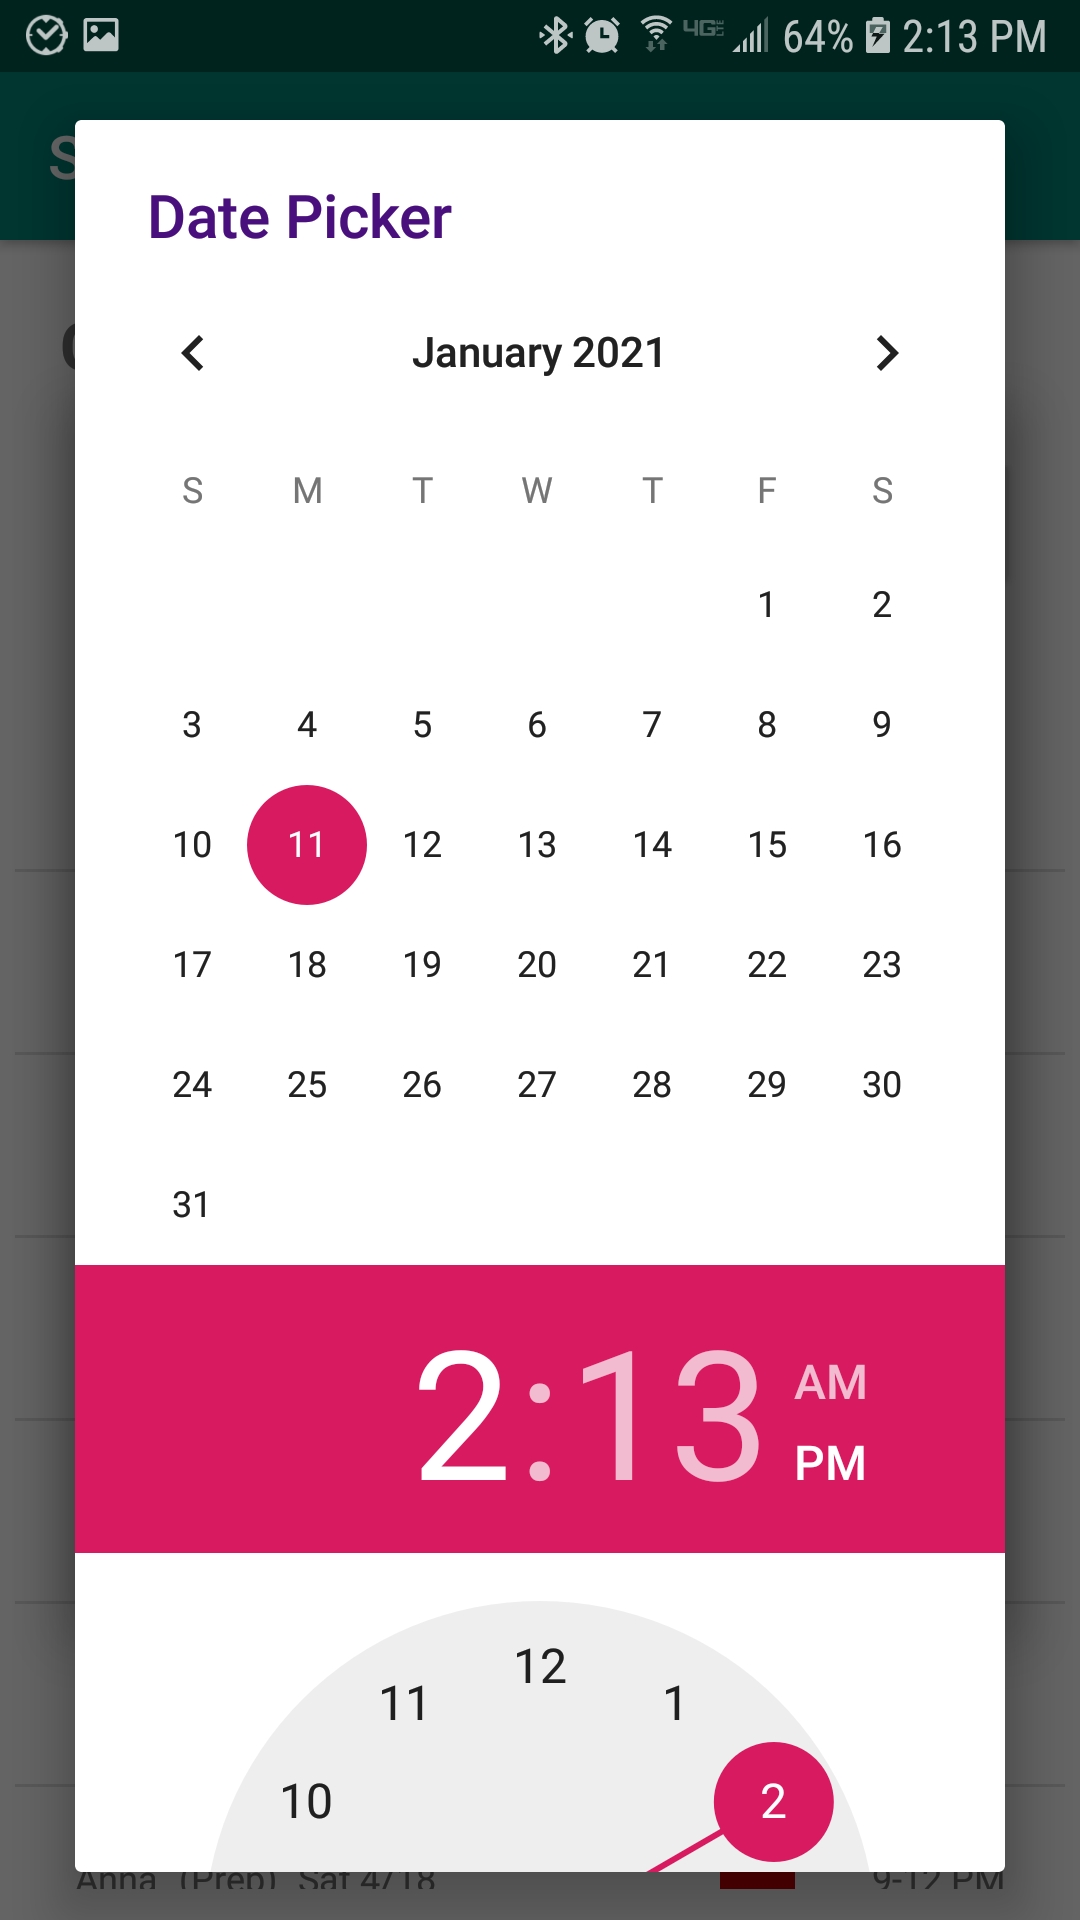 4G LTE 64% 2:13 PM
S
Date Picker
January 2021
S M T W T F S
1 2
3 4 5 6 7 8 9
10 11 12 13 14 15 16
17 18 19 20 21 22 23
24 25 26 27 28 29 30
31
2:13 AM
PM
12
11 1
10 2
Anna (Prep) Sat 4/18 9-12 PM